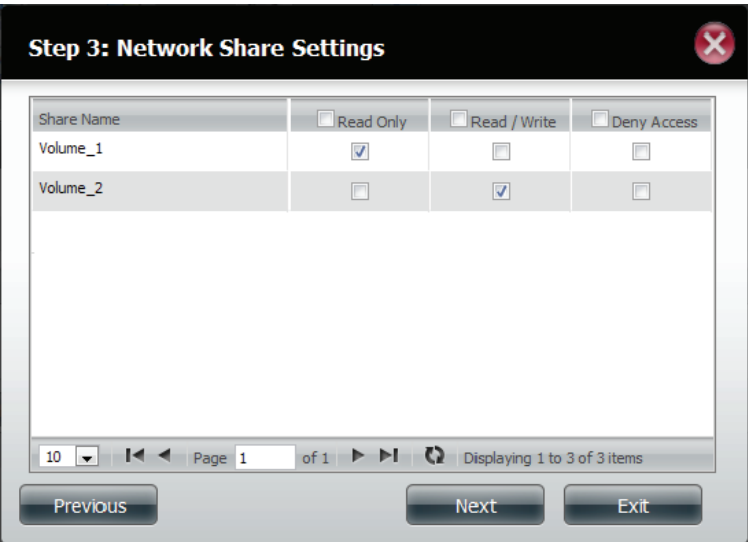 Step 3: Network Share Settings
Share Name Read Only Read / Write Deny Access
Volume_1
Volume_2
10 Page 1 of 1 Displaying 1 to 3 of 3 items
Previous Next Exit